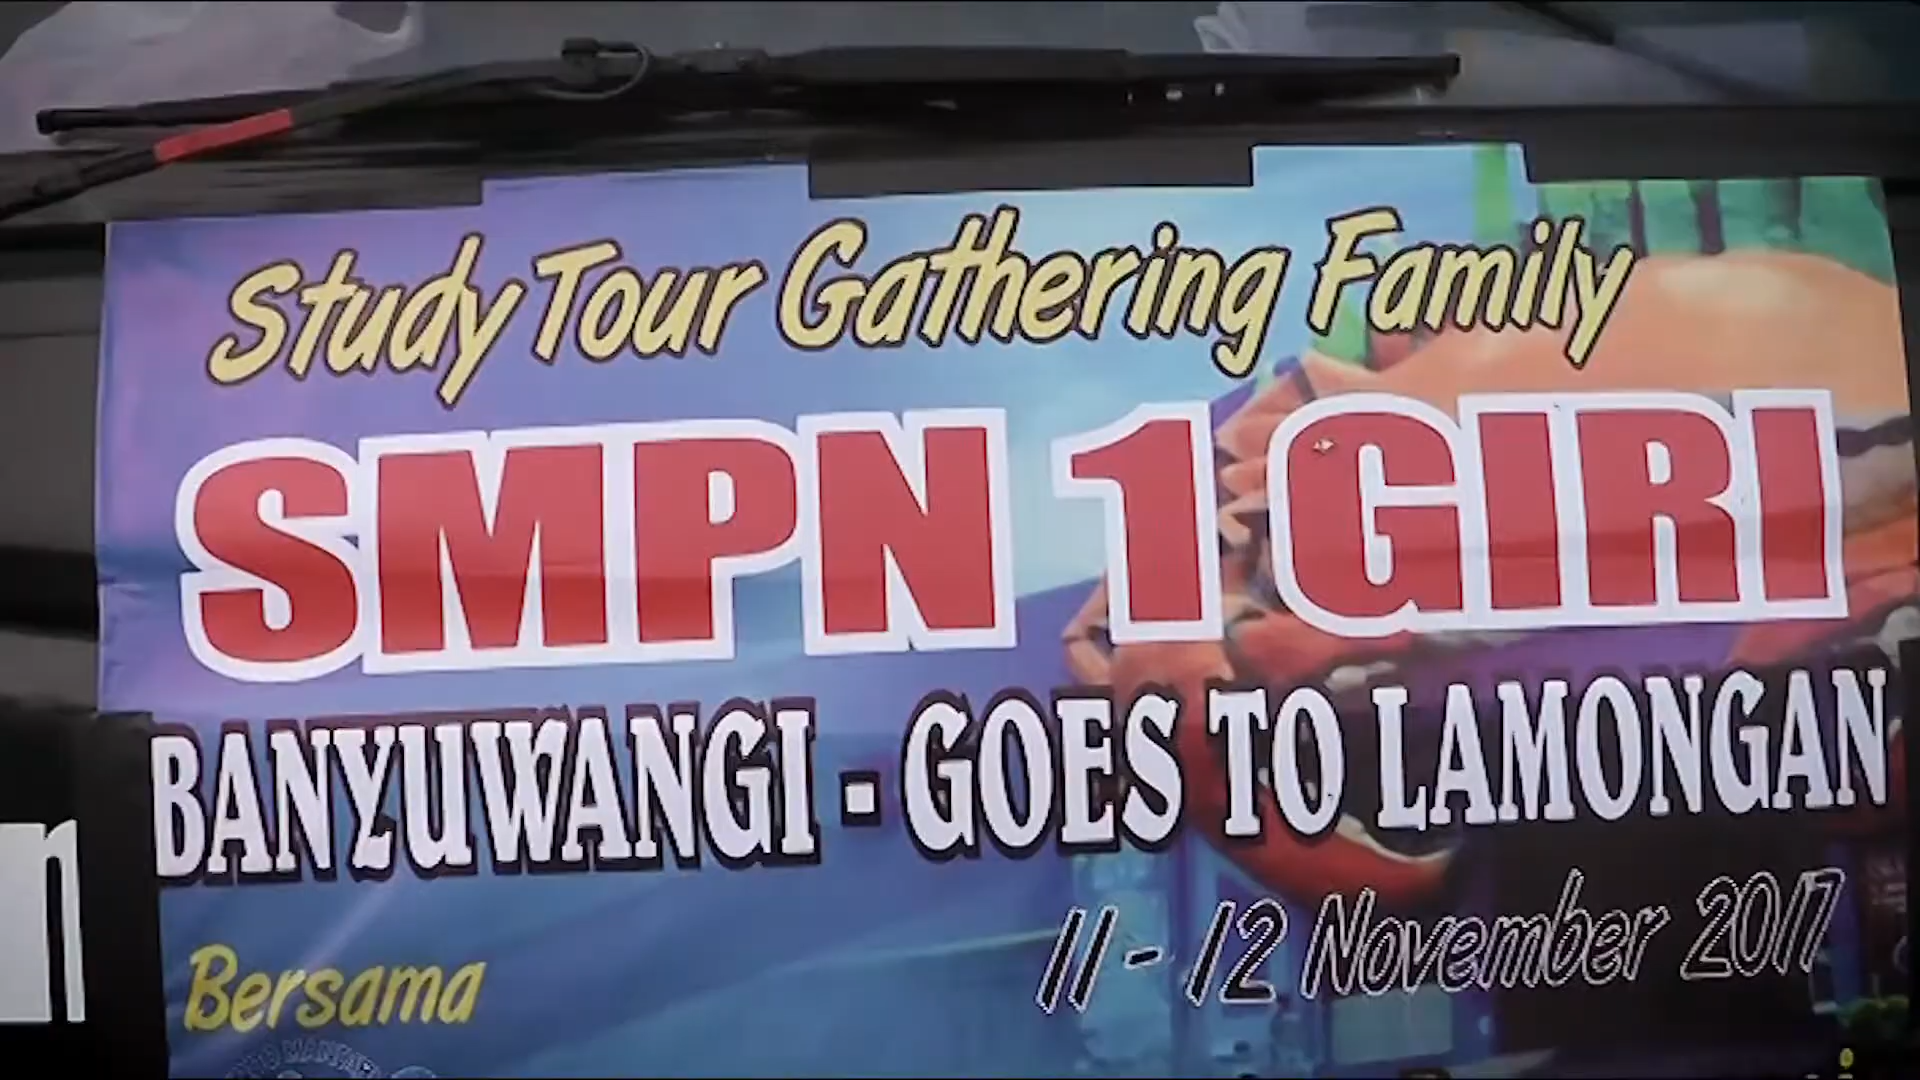 Study Tour Gathering Family
SMPN 1 GIRI
BANYUWANGI - GOES TO LAMONGAN
11 - 12 November 2017
Bersama